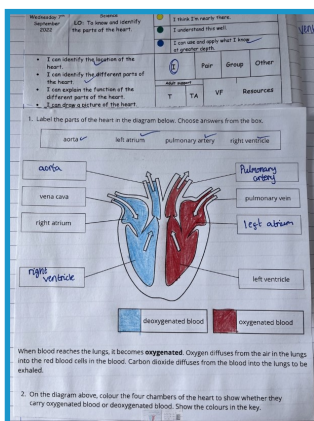 Wednesday 7th September 2022
Science
LO: To know and identify the parts of the heart.
I think I'm nearly there.
I understand this well.
I can use and apply what I know at greater depth.
I can identify the location of the heart.
I can identify the different parts of the heart.
I can explain the function of the different parts of the heart.
I can draw a picture of the heart.
I
Pair
Group
Other
Adult support
T
TA
VF
Resources
1. Label the parts of the heart in the diagram below. Choose answers from the box.
aorta
left atrium
pulmonary artery
right ventricle
aorta
Pulmonary artery
vena cava
pulmonary vein
right atrium
left atrium
right ventricle
left ventricle
deoxygenated blood
oxygenated blood
When blood reaches the lungs, it becomes oxygenated. Oxygen diffuses from the air in the lungs
into the red blood cells in the blood. Carbon dioxide diffuses from the blood into the lungs to be
exhaled.
2. On the diagram above, colour the four chambers of the heart to show whether they
carry oxygenated blood or deoxygenated blood. Show the colours in the key.